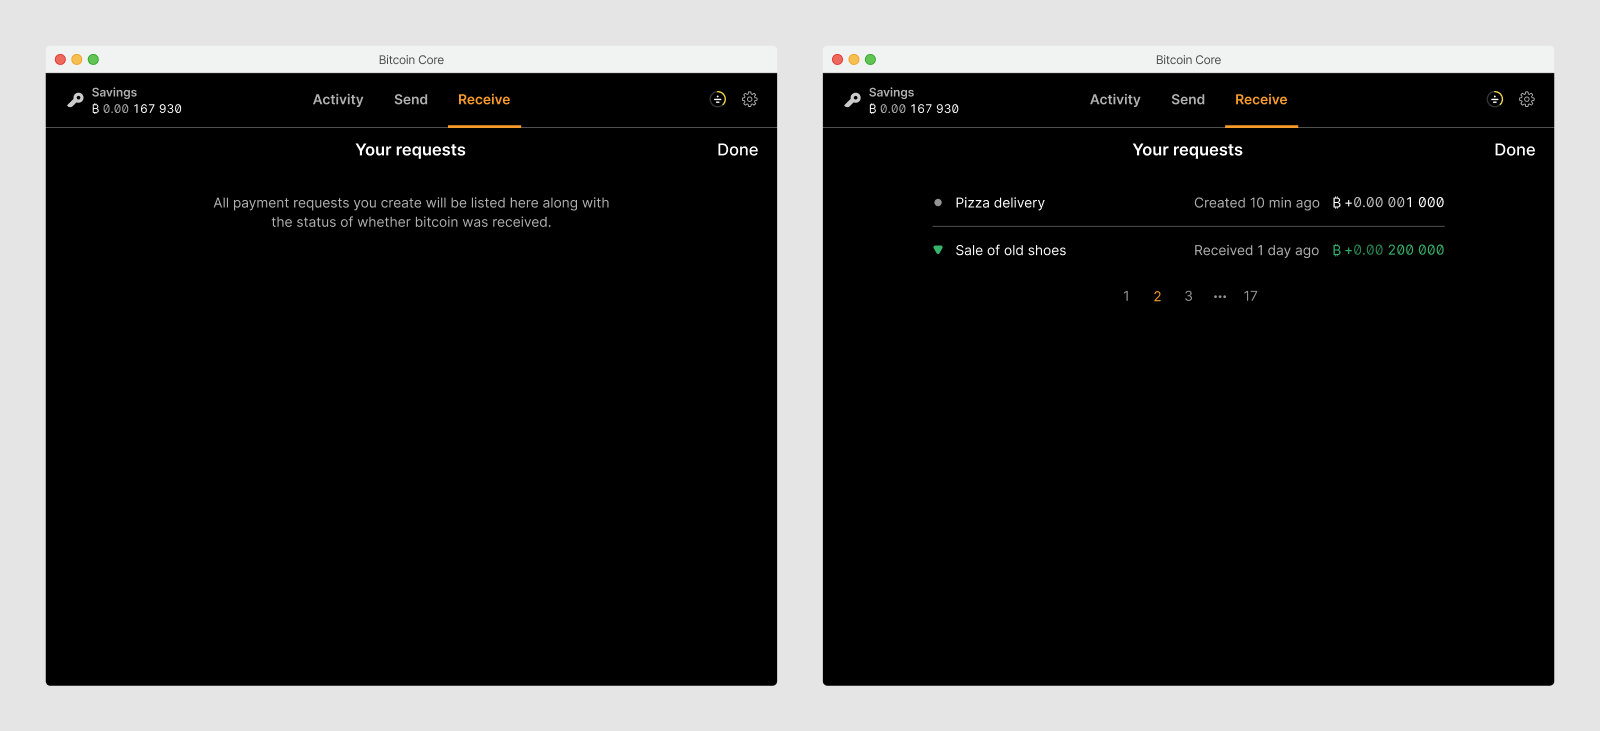 Bitcoin Core
Savings
₿ 0.00 167 930
Activity Send Receive
Your requests Done
All payment requests you create will be listed here along with
the status of whether bitcoin was received.
Bitcoin Core
Savings
₿ 0.00 167 930
Activity Send Receive
Your requests Done
Pizza delivery Created 10 min ago ₿ +0.00 001 000
Sale of old shoes Received 1 day ago ₿ +0.00 200 000
1 2 3 ··· 17